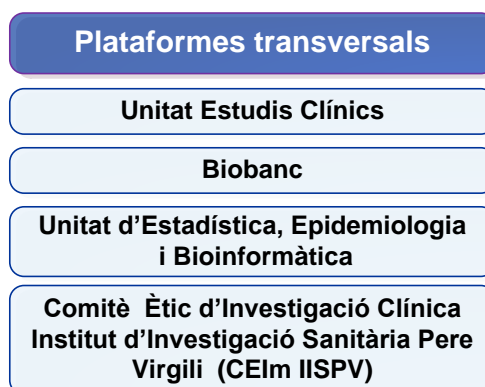 Plataformes transversals
Unitat Estudis Clínics
Biobanc
Unitat d'Estadística, Epidemiologia
i Bioinformàtica
Comitè Ètic d'Investigació Clínica
Institut d'Investigació Sanitària Pere
Virgili (CEIm IISPV)